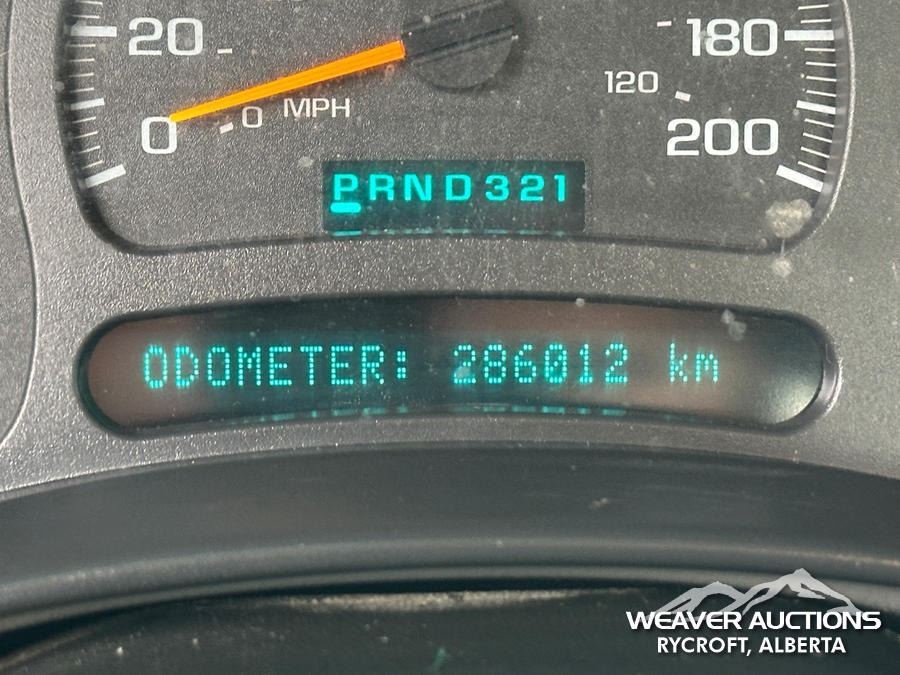 20 180
120
0 0 MPH 200
PRND321
ODOMETER: 286012 km
WEAVER AUCTIONS
RYCROFT, ALBERTA